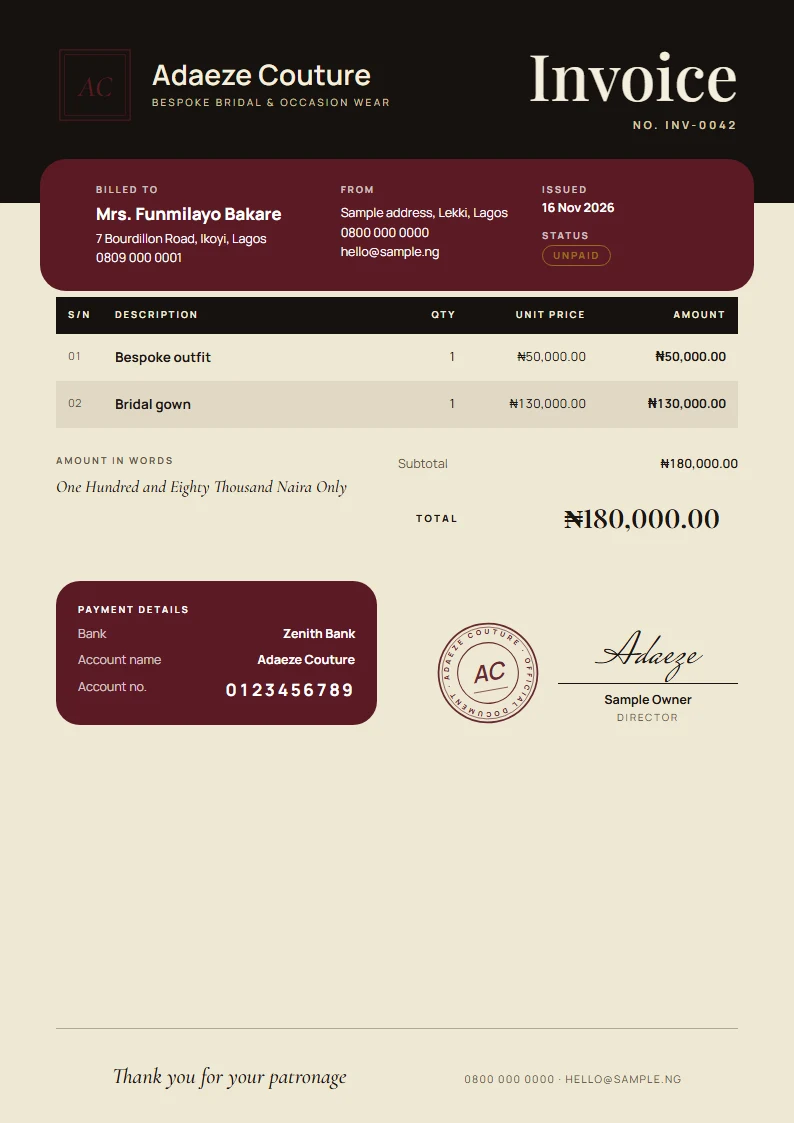 AC
Adaeze Couture
BESPOKE BRIDAL & OCCASION WEAR
Invoice
NO. INV-0042
BILLED TO
Mrs. Funmilayo Bakare
7 Bourdillon Road, Ikoyi, Lagos
0809 000 0001
FROM
Sample address, Lekki, Lagos
0800 000 0000
hello@sample.ng
ISSUED
16 Nov 2026
STATUS
UNPAID
S/N DESCRIPTION QTY UNIT PRICE AMOUNT
01 Bespoke outfit 1 ₦50,000.00 ₦50,000.00
02 Bridal gown 1 ₦130,000.00 ₦130,000.00
AMOUNT IN WORDS
One Hundred and Eighty Thousand Naira Only
Subtotal ₦180,000.00
TOTAL ₦180,000.00
PAYMENT DETAILS
Bank Zenith Bank
Account name Adaeze Couture
Account no. 0123456789
ADAEZE COUTURE · OFFICIAL DOCUMENT ·
AC
Adaeze
Sample Owner
DIRECTOR
Thank you for your patronage
0800 000 0000 · HELLO@SAMPLE.NG